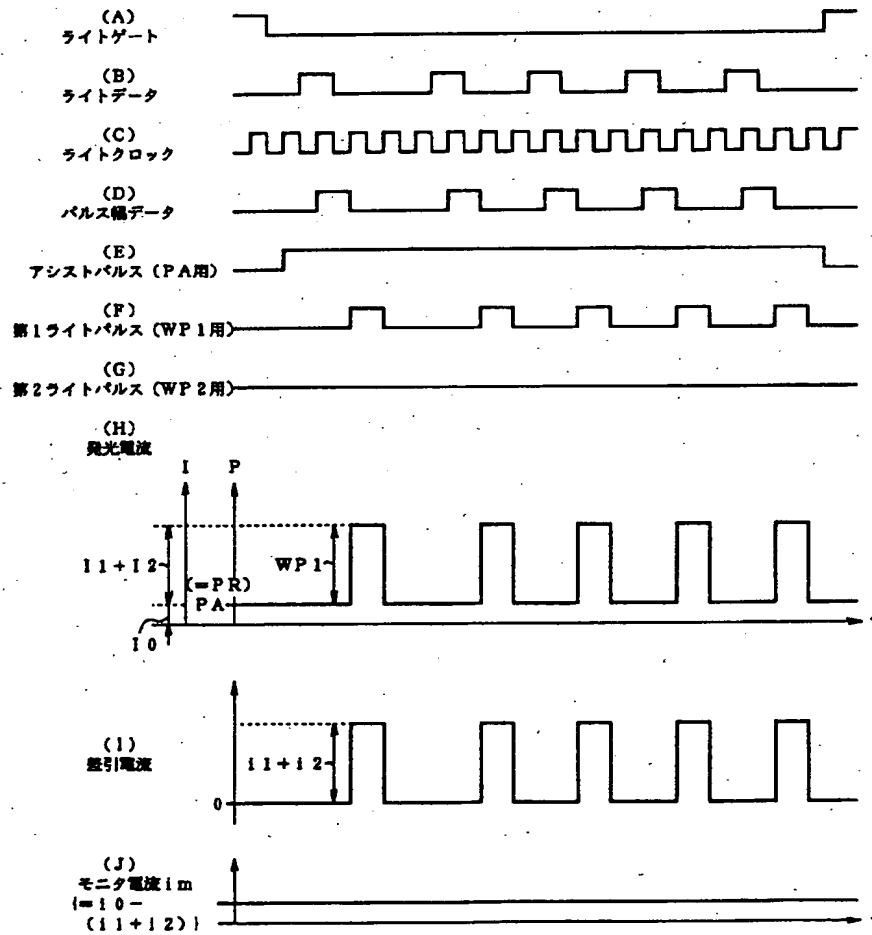 (A)
ライトゲート
(B)
ライトデータ
(C)
ライトクロック
(D)
パルス幅データ
(E)
アシストパルス(PA用)
(F)
第1ライトパルス(WP1用)
(G)
第2ライトパルス(WP2用)
(H)
発光電流
I P
I1+I2
WP1
(=PR)
PA
I0
(I)
差引電流
i1+i2
0
(J)
モニタ電流im
{=i0-
(i1+i2)}